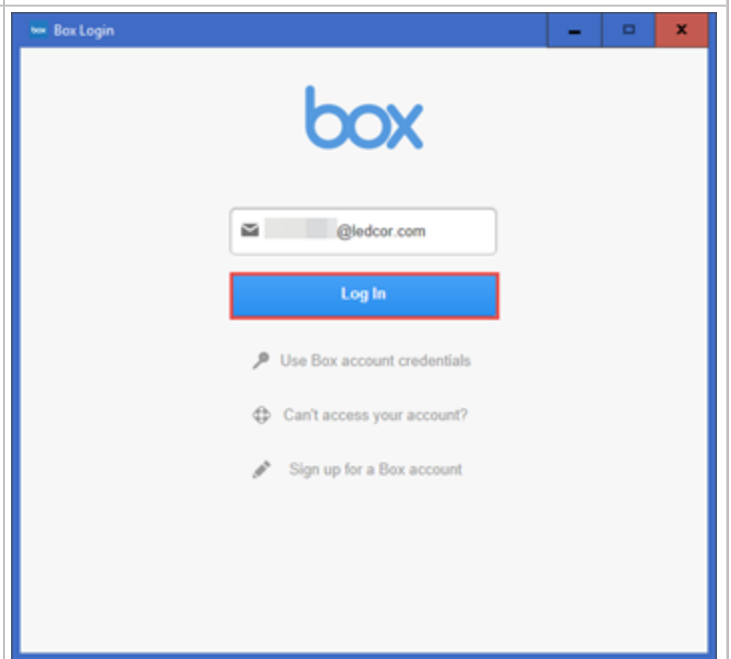 box Box Login
box
@ledcor.com
Log In
Use Box account credentials
Can't access your account?
Sign up for a Box account